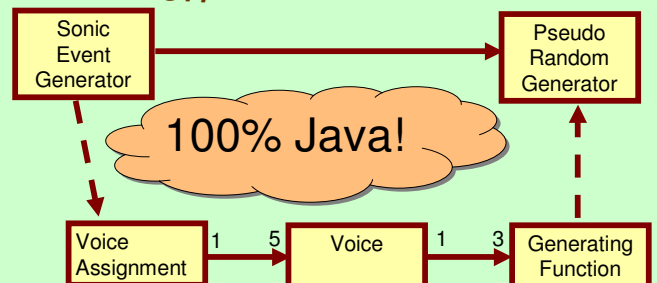 Sonic
Event
Generator
Pseudo
Random
Generator
100% Java!
Voice
Assignment
1
5
Voice
1
3
Generating
Function